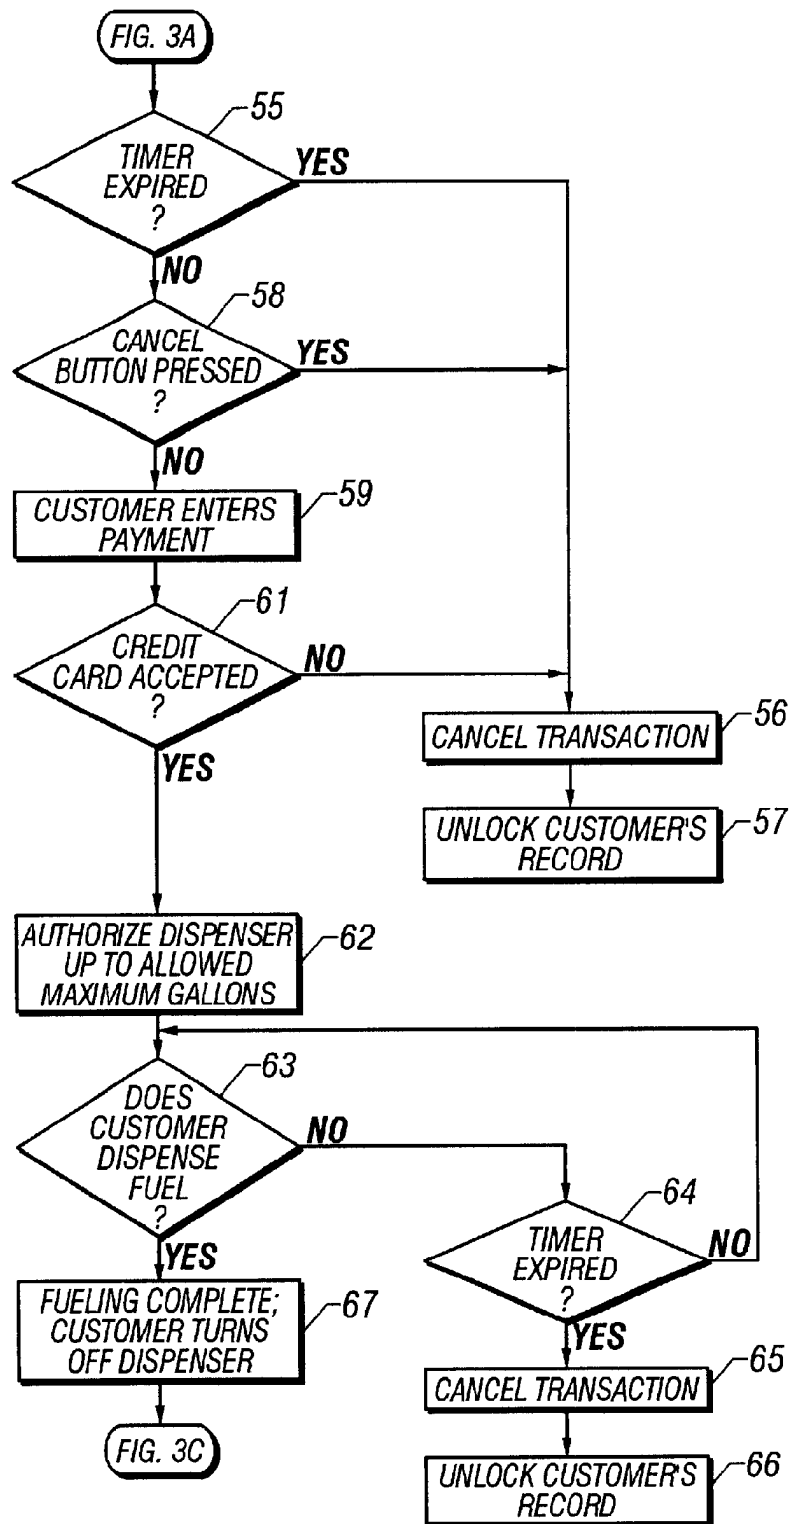 FIG. 3A
55
TIMER
EXPIRED
?
YES
NO
58
CANCEL
BUTTON PRESSED
?
YES
NO
59
CUSTOMER ENTERS
PAYMENT
61
CREDIT
CARD ACCEPTED
?
NO
YES
56
CANCEL TRANSACTION
57
UNLOCK CUSTOMER'S
RECORD
62
AUTHORIZE DISPENSER
UP TO ALLOWED
MAXIMUM GALLONS
63
DOES
CUSTOMER
DISPENSE
FUEL
?
NO
YES
64
TIMER
EXPIRED
?
NO
YES
67
FUELING COMPLETE;
CUSTOMER TURNS
OFF DISPENSER
65
CANCEL TRANSACTION
FIG. 3C
66
UNLOCK CUSTOMER'S
RECORD